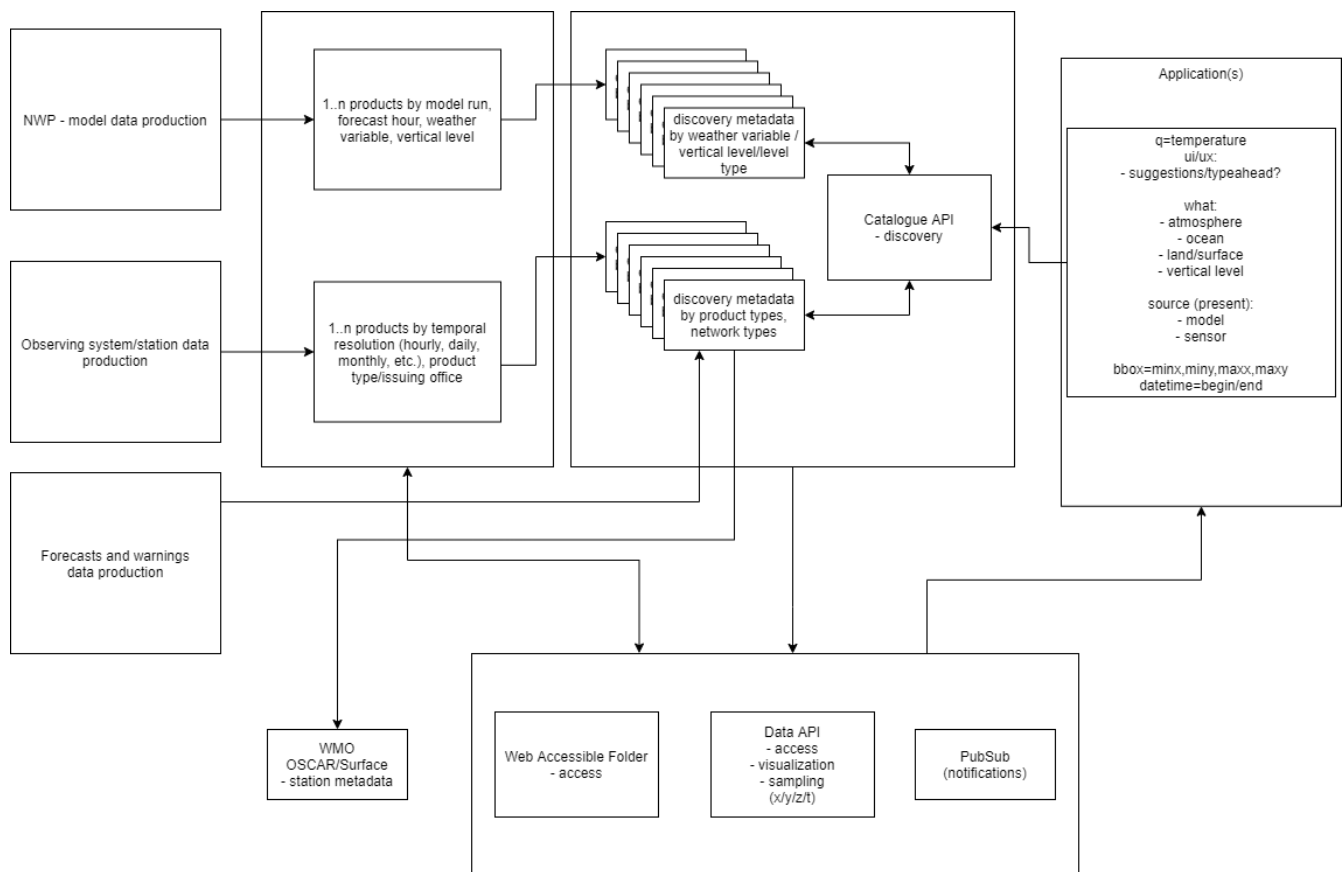 NWP - model data production
1..n products by model run,
forecast hour, weather
variable, vertical level
discovery metadata
by weather variable /
vertical level/level
type
Catalogue API
- discovery
Application(s)
q=temperature
ui/ux:
- suggestions/typeahead?
what:
- atmosphere
- ocean
- land/surface
- vertical level
source (present):
- model
- sensor
bbox=minx,miny,maxx,maxy
datetime=begin/end
Observing system/station data
production
1..n products by temporal
resolution (hourly, daily,
monthly, etc.), product
type/issuing office
discovery metadata
by product types,
network types
Forecasts and warnings
data production
WMO
OSCAR/Surface
- station metadata
Web Accessible Folder
- access
Data API
- access
- visualization
- sampling
(x/y/z/t)
PubSub
(notifications)